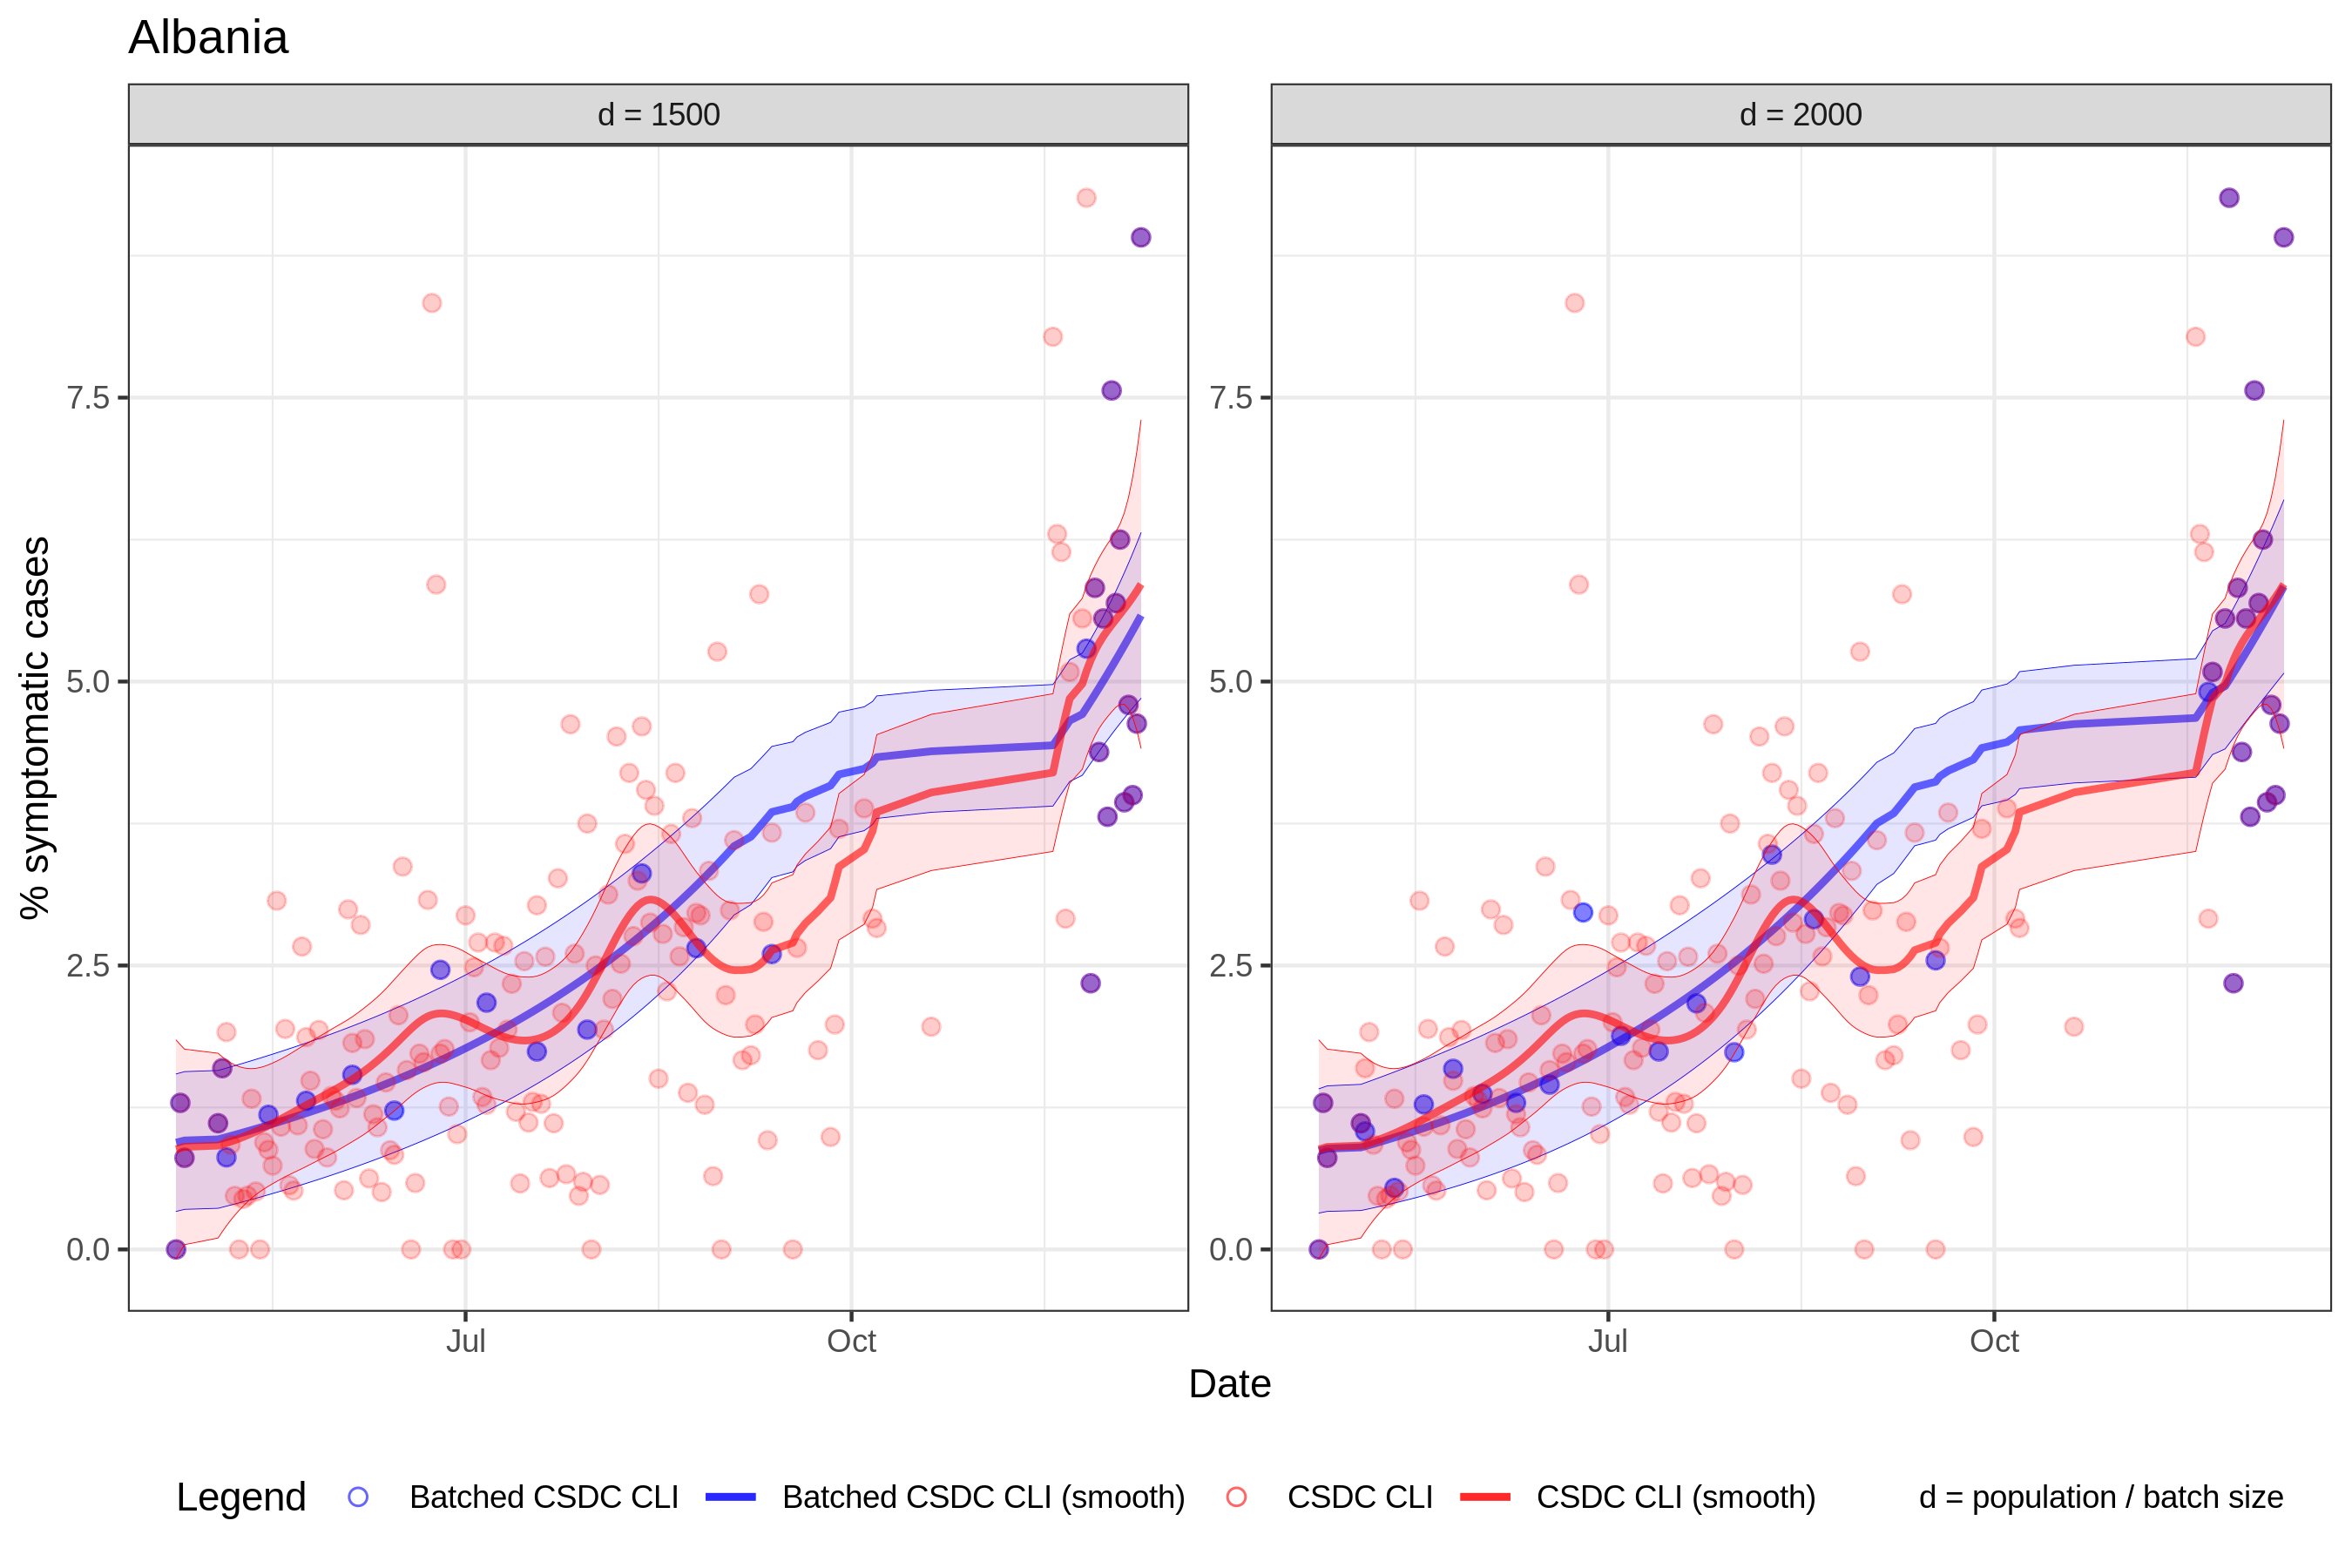 Albania
d = 1500
d = 2000
% symptomatic cases
7.5
5.0
2.5
0.0
7.5
5.0
2.5
0.0
Jul
Oct
Jul
Oct
Date
Legend Batched CSDC CLI Batched CSDC CLI (smooth) CSDC CLI CSDC CLI (smooth) d = population / batch size